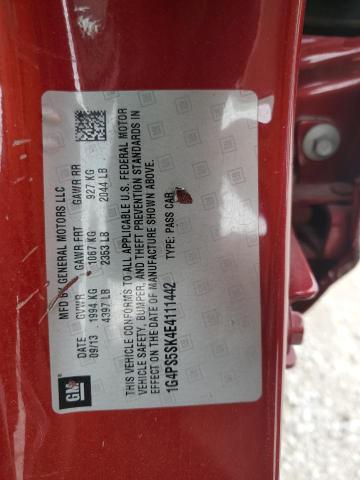 GM
MFD BY GENERAL MOTORS LLC
DATE GVWR GAWR FRT GAWR RR
09/13 1994 KG 1067 KG 927 KG
4397 LB 2353 LB 2044 LB
THIS VEHICLE CONFORMS TO ALL APPLICABLE U.S. FEDERAL MOTOR
VEHICLE SAFETY, BUMPER, AND THEFT PREVENTION STANDARDS IN
EFFECT ON THE DATE OF MANUFACTURE SHOWN ABOVE.
1G4PS5SK4E4111442 TYPE: PASS CAR